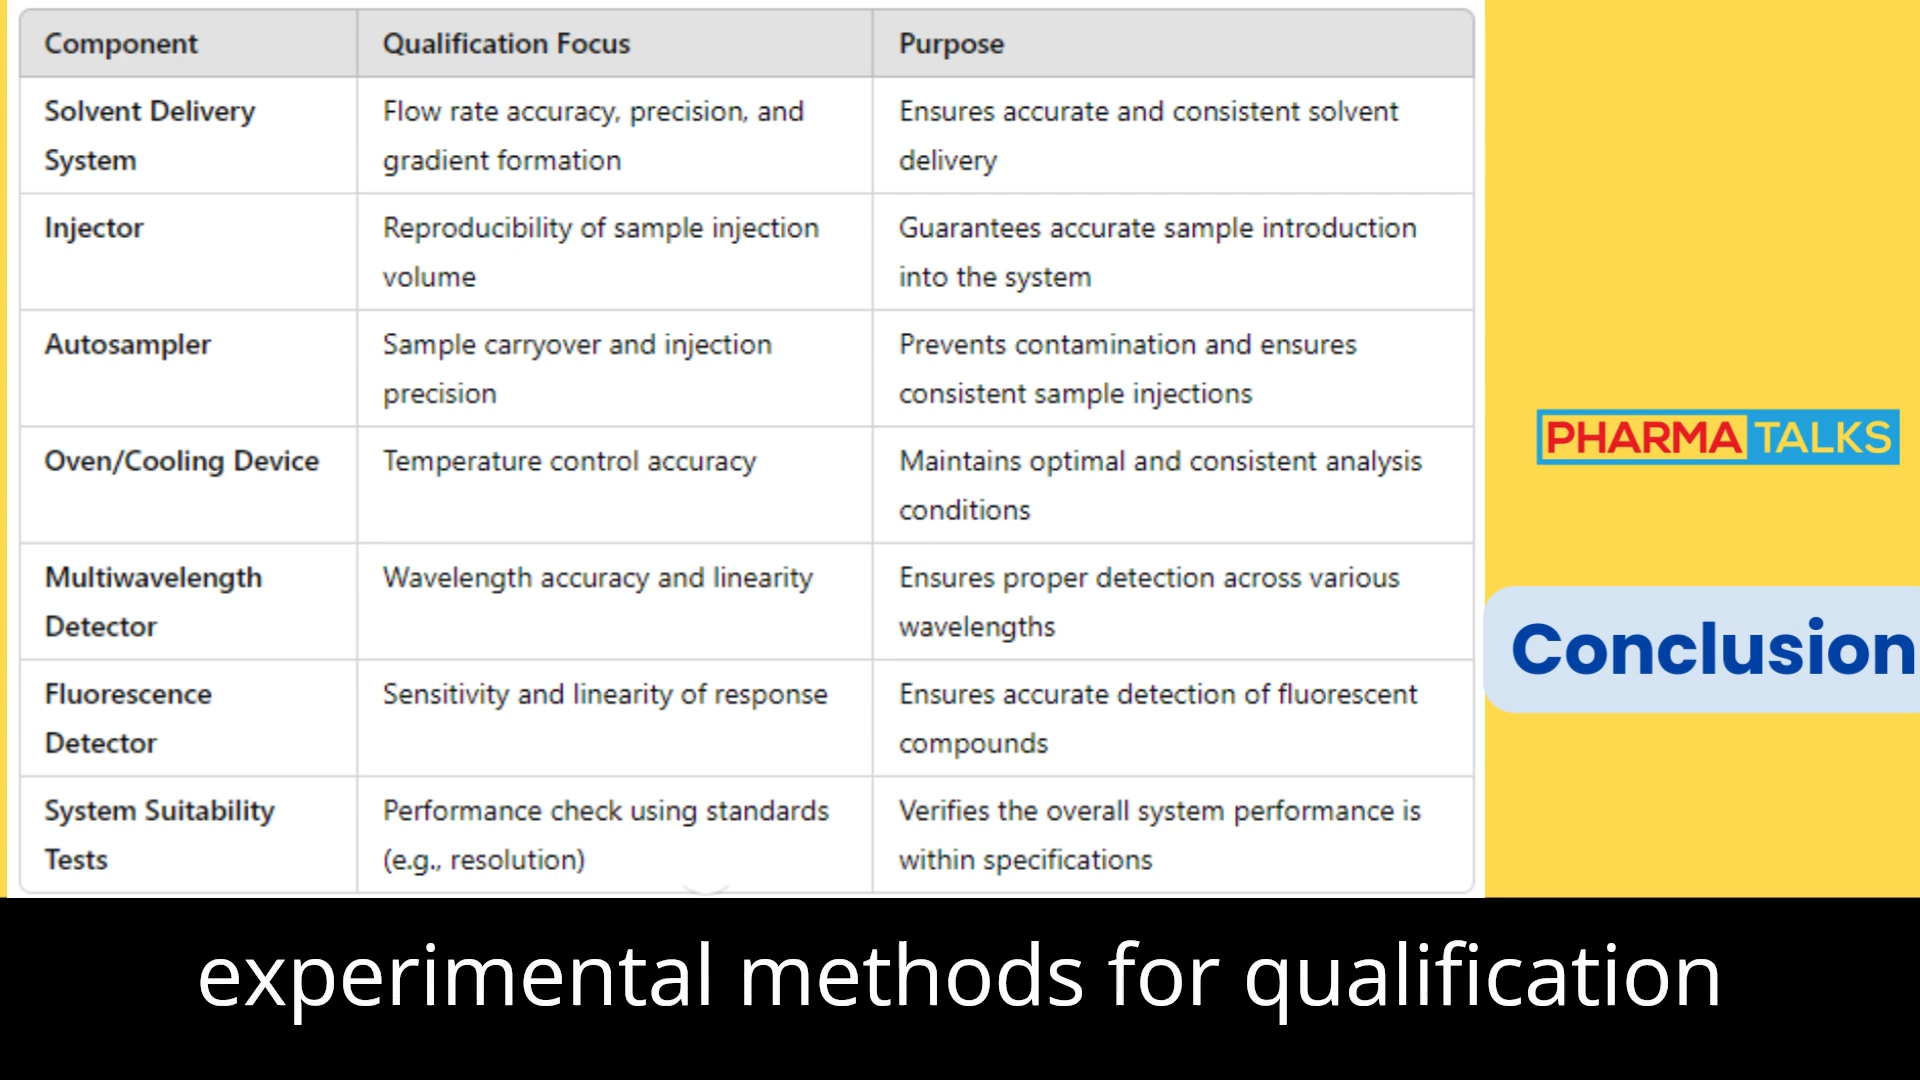 Component Qualification Focus Purpose
Solvent Delivery Flow rate accuracy, precision, and Ensures accurate and consistent solvent
System gradient formation delivery
Injector Reproducibility of sample injection Guarantees accurate sample introduction
volume into the system
Autosampler Sample carryover and injection Prevents contamination and ensures
precision consistent sample injections
Oven/Cooling Device Temperature control accuracy Maintains optimal and consistent analysis
conditions
Multiwavelength Wavelength accuracy and linearity Ensures proper detection across various
Detector wavelengths
Fluorescence Sensitivity and linearity of response Ensures accurate detection of fluorescent
Detector compounds
System Suitability Performance check using standards Verifies the overall system performance is
Tests (e.g., resolution) within specifications
PHARMA TALKS
Conclusion
experimental methods for qualification